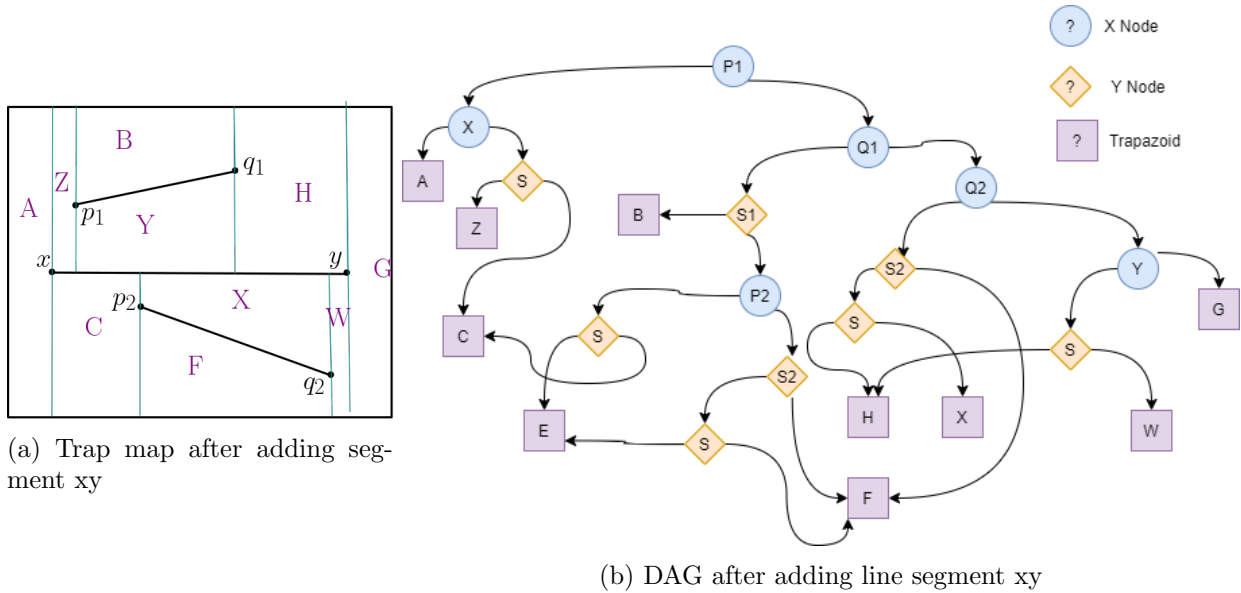 ? X Node
P1
? Y Node
X
? Trapazoid
Q1
B
q1
A
S
Q2
Z
H
A
p1
Z
B
S1
Y
x
y
G
S2
Y
P2
X
p2
W
G
C
C
S
S
S
F
S2
q2
E
S
H
X
W
(a) Trap map after adding seg-
ment xy
F
(b) DAG after adding line segment xy